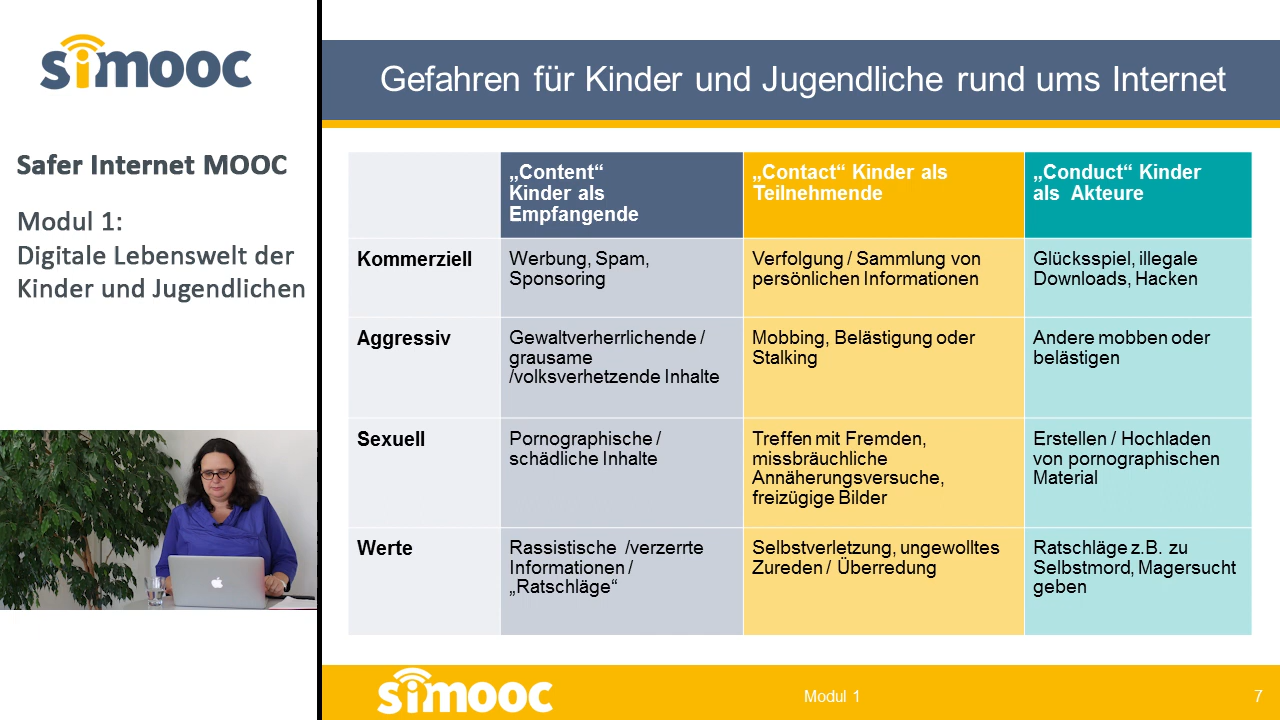 simooc
Safer Internet MOOC
Modul 1:
Digitale Lebenswelt der
Kinder und Jugendlichen
Gefahren für Kinder und Jugendliche rund ums Internet
„Content“
Kinder als
Empfangende
„Contact“ Kinder als
Teilnehmende
„Conduct“ Kinder
als Akteure
Kommerziell
Werbung, Spam,
Sponsoring
Verfolgung / Sammlung von
persönlichen Informationen
Glücksspiel, illegale
Downloads, Hacken
Aggressiv
Gewaltverherrlichende /
grausame
/volksverhetzende Inhalte
Mobbing, Belästigung oder
Stalking
Andere mobben oder
belästigen
Sexuell
Pornographische /
schädliche Inhalte
Treffen mit Fremden,
missbräuchliche
Annäherungsversuche,
freizügige Bilder
Erstellen / Hochladen
von pornographischen
Material
Werte
Rassistische /verzerrte
Informationen /
„Ratschläge“
Selbstverletzung, ungewolltes
Zureden / Überredung
Ratschläge z.B. zu
Selbstmord, Magersucht
geben
simooc
Modul 1
7